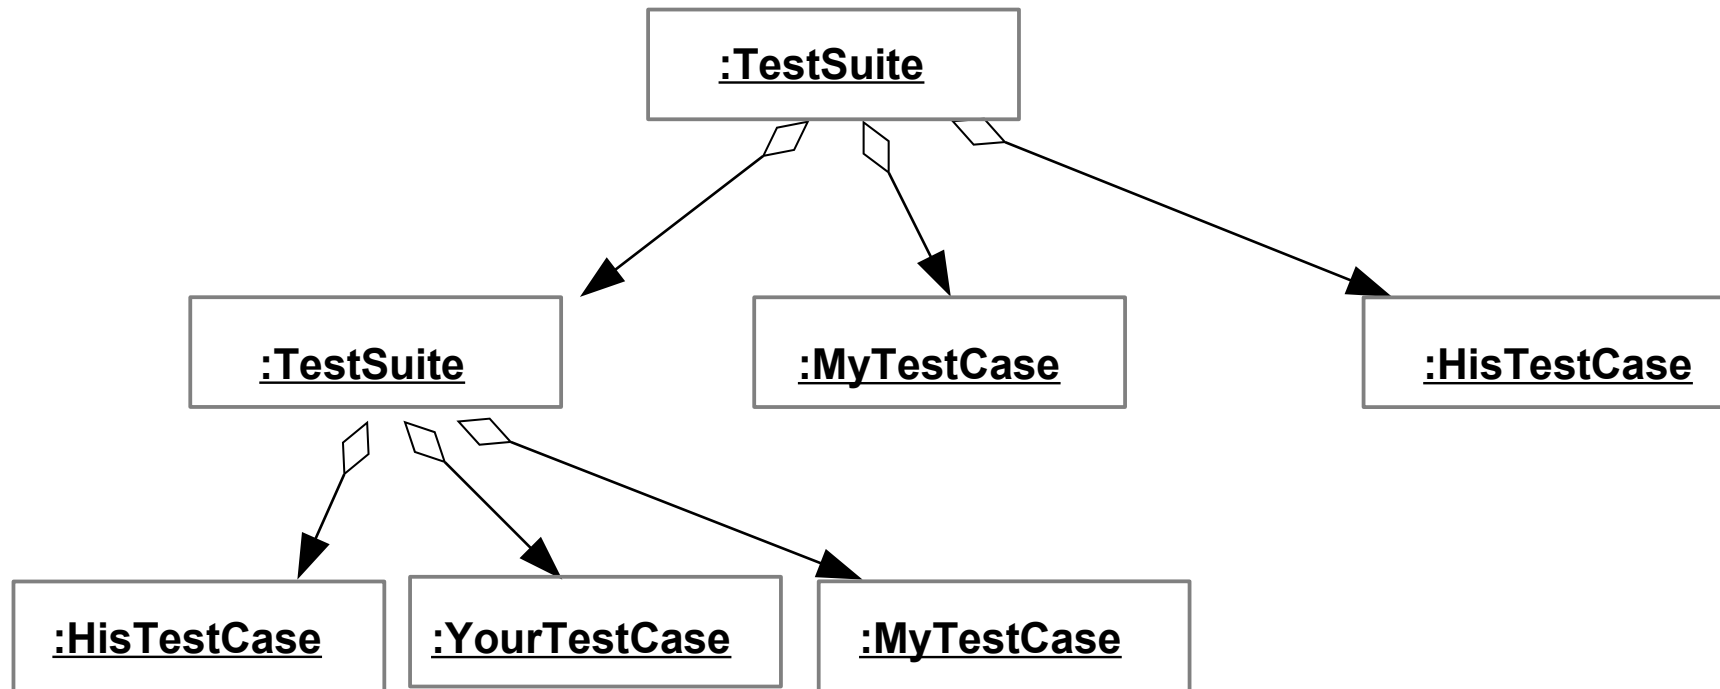 :TestSuite
:TestSuite
:MyTestCase
:HisTestCase
:HisTestCase
:YourTestCase
:MyTestCase